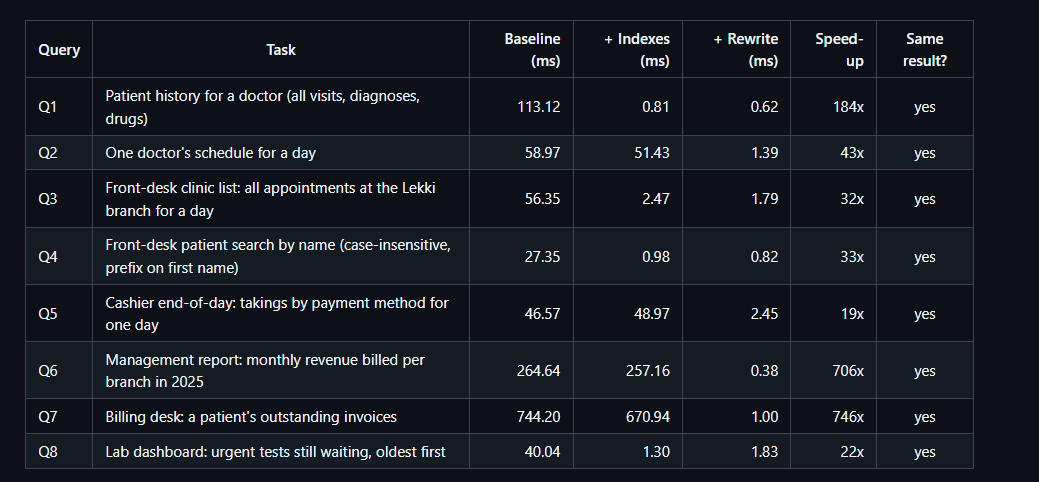 Query Task Baseline (ms) + Indexes (ms) + Rewrite (ms) Speed-up Same result?
Q1 Patient history for a doctor (all visits, diagnoses, drugs) 113.12 0.81 0.62 184x yes
Q2 One doctor's schedule for a day 58.97 51.43 1.39 43x yes
Q3 Front-desk clinic list: all appointments at the Lekki branch for a day 56.35 2.47 1.79 32x yes
Q4 Front-desk patient search by name (case-insensitive, prefix on first name) 27.35 0.98 0.82 33x yes
Q5 Cashier end-of-day: takings by payment method for one day 46.57 48.97 2.45 19x yes
Q6 Management report: monthly revenue billed per branch in 2025 264.64 257.16 0.38 706x yes
Q7 Billing desk: a patient's outstanding invoices 744.20 670.94 1.00 746x yes
Q8 Lab dashboard: urgent tests still waiting, oldest first 40.04 1.30 1.83 22x yes